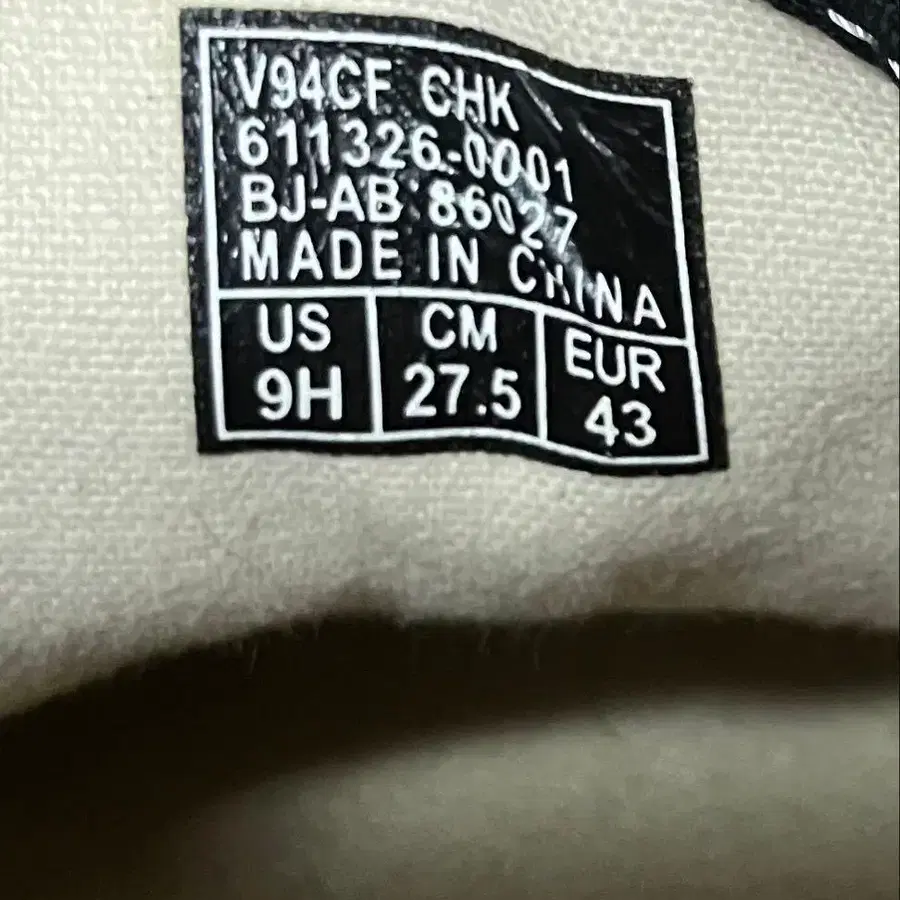 V94CF CHK
611326-0001
BJ-AB 86027
MADE IN CHINA
US CM EUR
9H 27.5 43